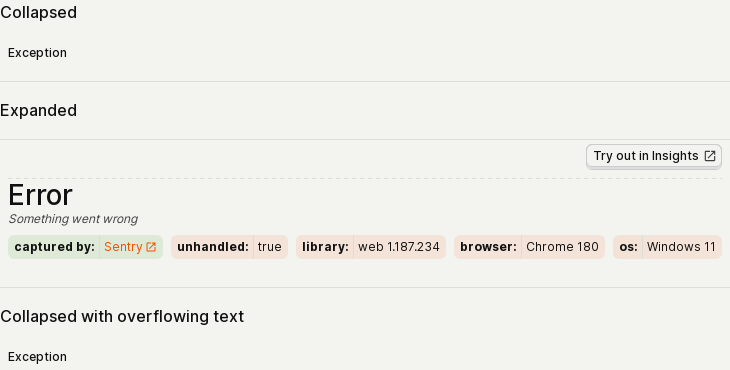 Collapsed
Exception
Expanded
Try out in Insights
Error
Something went wrong
captured by: Sentry unhandled: true library: web 1.187.234 browser: Chrome 180 os: Windows 11
Collapsed with overflowing text
Exception